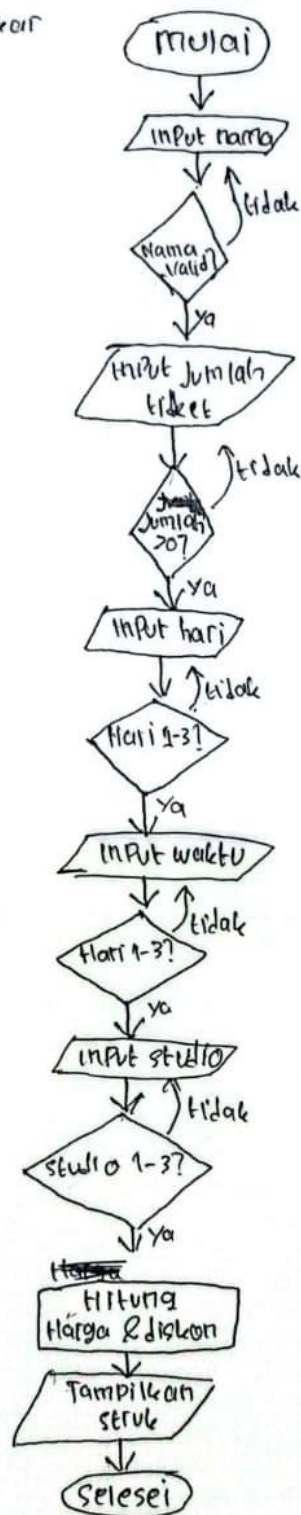 mulai
Input nama
tidak
Nama
valid?
ya
Input Jumlah
tiket
tidak
Jumlah
>0?
ya
Input hari
tidak
Hari 1-3?
ya
Input waktu
tidak
Hari 1-3?
ya
Input studio
tidak
studio 1-3?
ya
Harga
Hitung
Harga & diskon
Tampilkan
struk
selesei